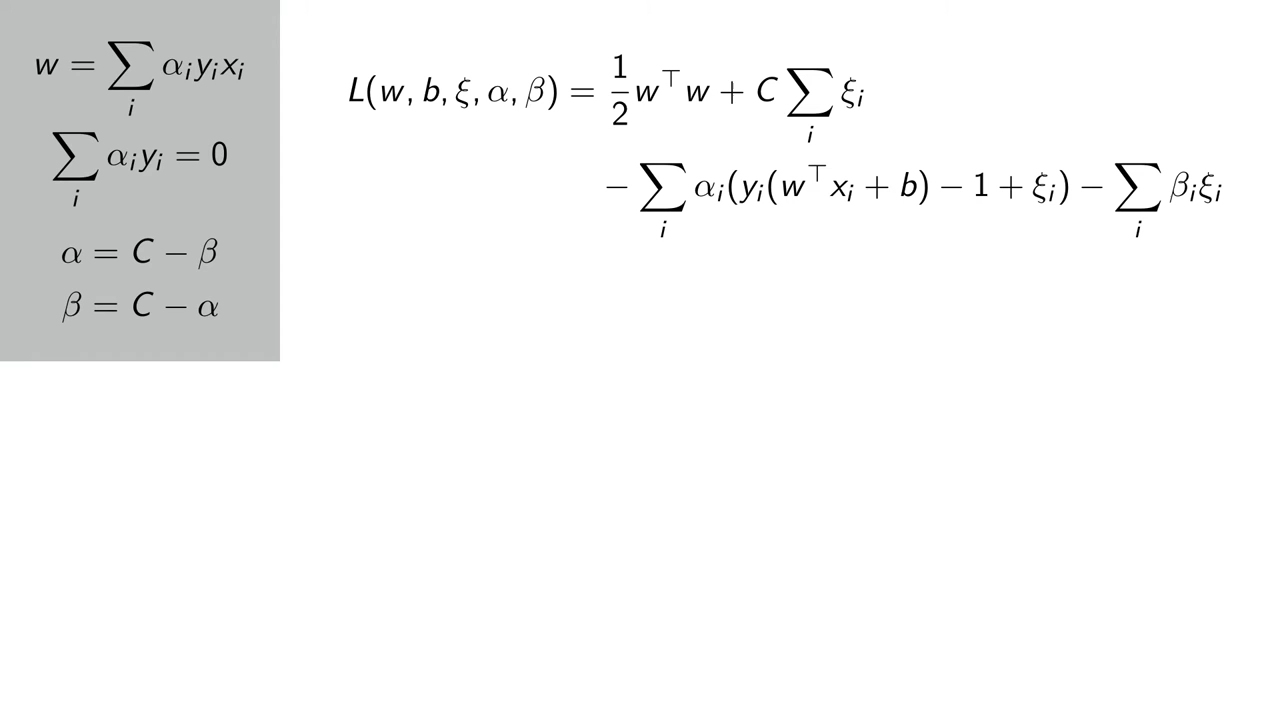 w = ∑_i α_i y_i x_i
∑_i α_i y_i = 0
α = C − β
β = C − α
L(w, b, ξ, α, β) = 1/2 w^⊤ w + C ∑_i ξ_i
− ∑_i α_i(y_i(w^⊤ x_i + b) − 1 + ξ_i) − ∑_i β_i ξ_i